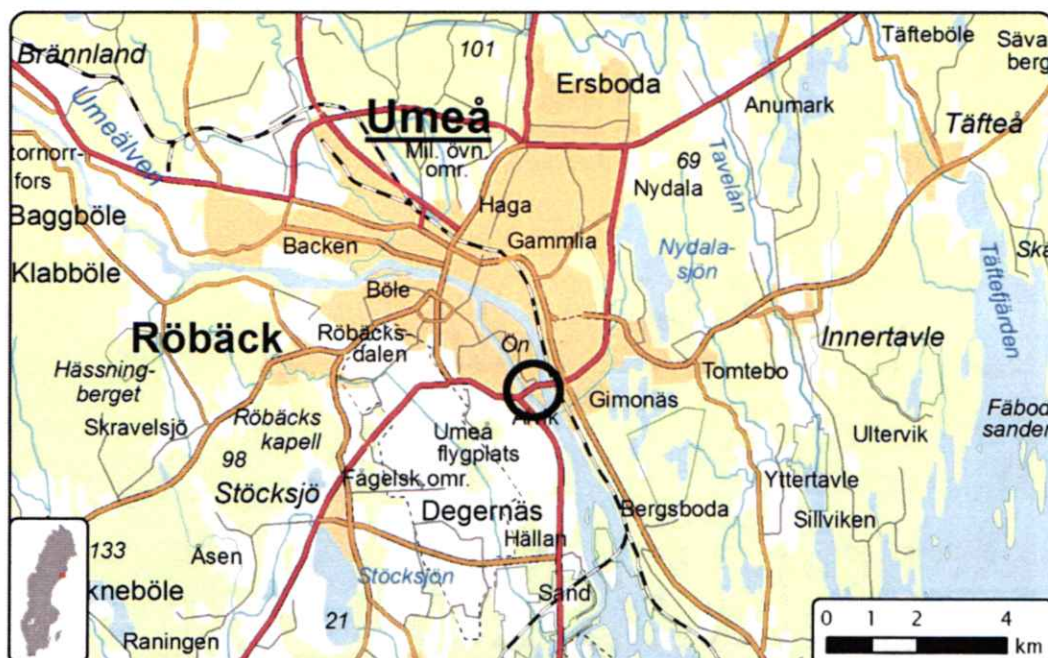 Brännland
Umeälven
tornorr-
fors
Baggböle
Klabböle
Röbäck
Hässning-
berget
Skravelsjö
Röbäcks
kapell
98
Stöcksjö
133
Åsen
kneböle
Raningen
21
Umeå
101
Mil. övn.
omr.
Ersboda
Haga
Backen
Gammlia
Böle
Röbäcks-
dalen
Ön
Umeå
flygplats
Fågelsk. omr.
Degernäs
Hällan
Stöcksjön
Sand
69
Nydala
Nydala-
sjön
Tavelån
Anumark
Täfteböle
Säva
berg
Täfteå
Ska
Täftefjärden
Innertavle
Tomtebo
Gimonäs
Ultervik
Fäbod
sanden
Yttertavle
Sillviken
Bergsboda
0 1 2 4
km